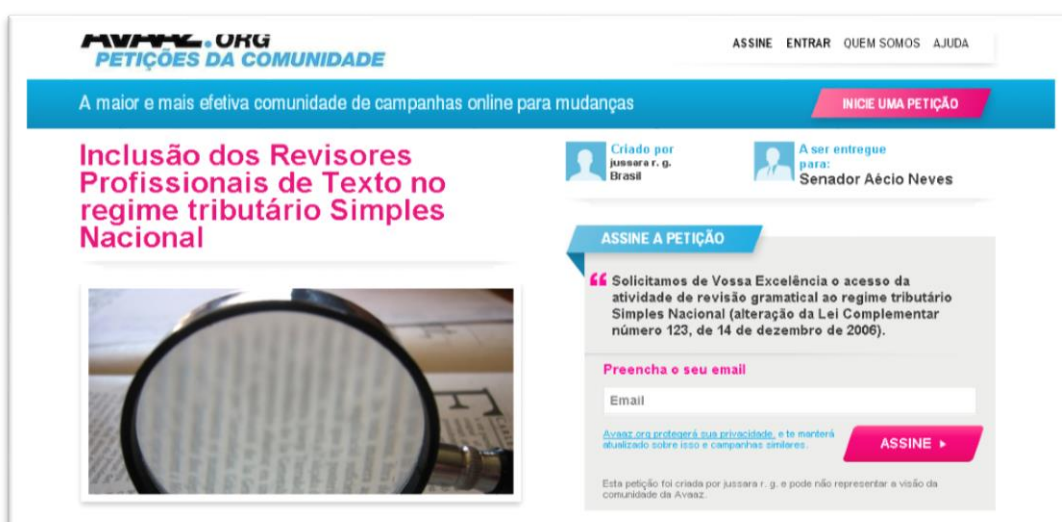 AVAAZ.ORG
PETIÇÕES DA COMUNIDADE
ASSINE ENTRAR QUEM SOMOS AJUDA
A maior e mais efetiva comunidade de campanhas online para mudanças
INICIE UMA PETIÇÃO
Inclusão dos Revisores
Profissionais de Texto no
regime tributário Simples
Nacional
Criado por
jussara r. g.
Brasil
A ser entregue
para:
Senador Aécio Neves
ASSINE A PETIÇÃO
“ Solicitamos de Vossa Excelência o acesso da
atividade de revisão gramatical ao regime tributário
Simples Nacional (alteração da Lei Complementar
número 123, de 14 de dezembro de 2006).
Preencha o seu email
Email
Avaaz.org protegerá sua privacidade, e te manterá
atualizado sobre isso e campanhas similares.
ASSINE ▸
Esta petição foi criada por jussara r. g. e pode não representar a visão da
comunidade da Avaaz.